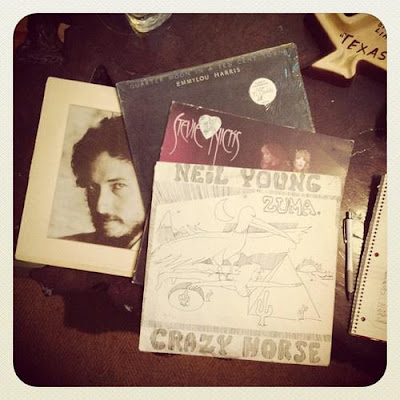 QUARTER MOON IN A TEN CENT TOWN
EMMYLOU HARRIS
"TEXAS"
STEVIE NICKS
NEIL YOUNG
ZUMA.
CRAZY HORSE